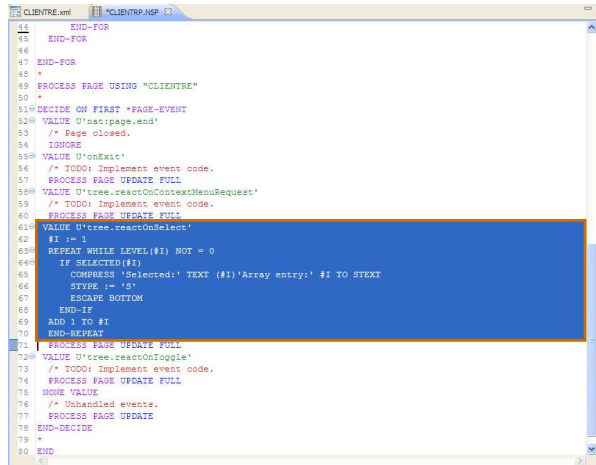 CLIENTRE.xml *CLIENTRP.NSP
44 END-FOR
45 END-FOR
46
47 END-FOR
48 *
49 PROCESS PAGE USING "CLIENTRE"
50 *
51 DECIDE ON FIRST *PAGE-EVENT
52 VALUE U'nat:page.end'
53 /* Page closed.
54 IGNORE
55 VALUE U'onExit'
56 /* TODO: Implement event code.
57 PROCESS PAGE UPDATE FULL
58 VALUE U'tree.reactOnContextMenuRequest'
59 /* TODO: Implement event code.
60 PROCESS PAGE UPDATE FULL
61 VALUE U'tree.reactOnSelect'
62 #I := 1
63 REPEAT WHILE LEVEL(#I) NOT = 0
64 IF SELECTED(#I)
65 COMPRESS 'Selected:' TEXT (#I)'Array entry:' #I TO STEXT
66 STYPE := 'S'
67 ESCAPE BOTTOM
68 END-IF
69 ADD 1 TO #I
70 END-REPEAT
71 PROCESS PAGE UPDATE FULL
72 VALUE U'tree.reactOnToggle'
73 /* TODO: Implement event code.
74 PROCESS PAGE UPDATE FULL
75 NONE VALUE
76 /* Unhandled events.
77 PROCESS PAGE UPDATE
78 END-DECIDE
79 *
80 END